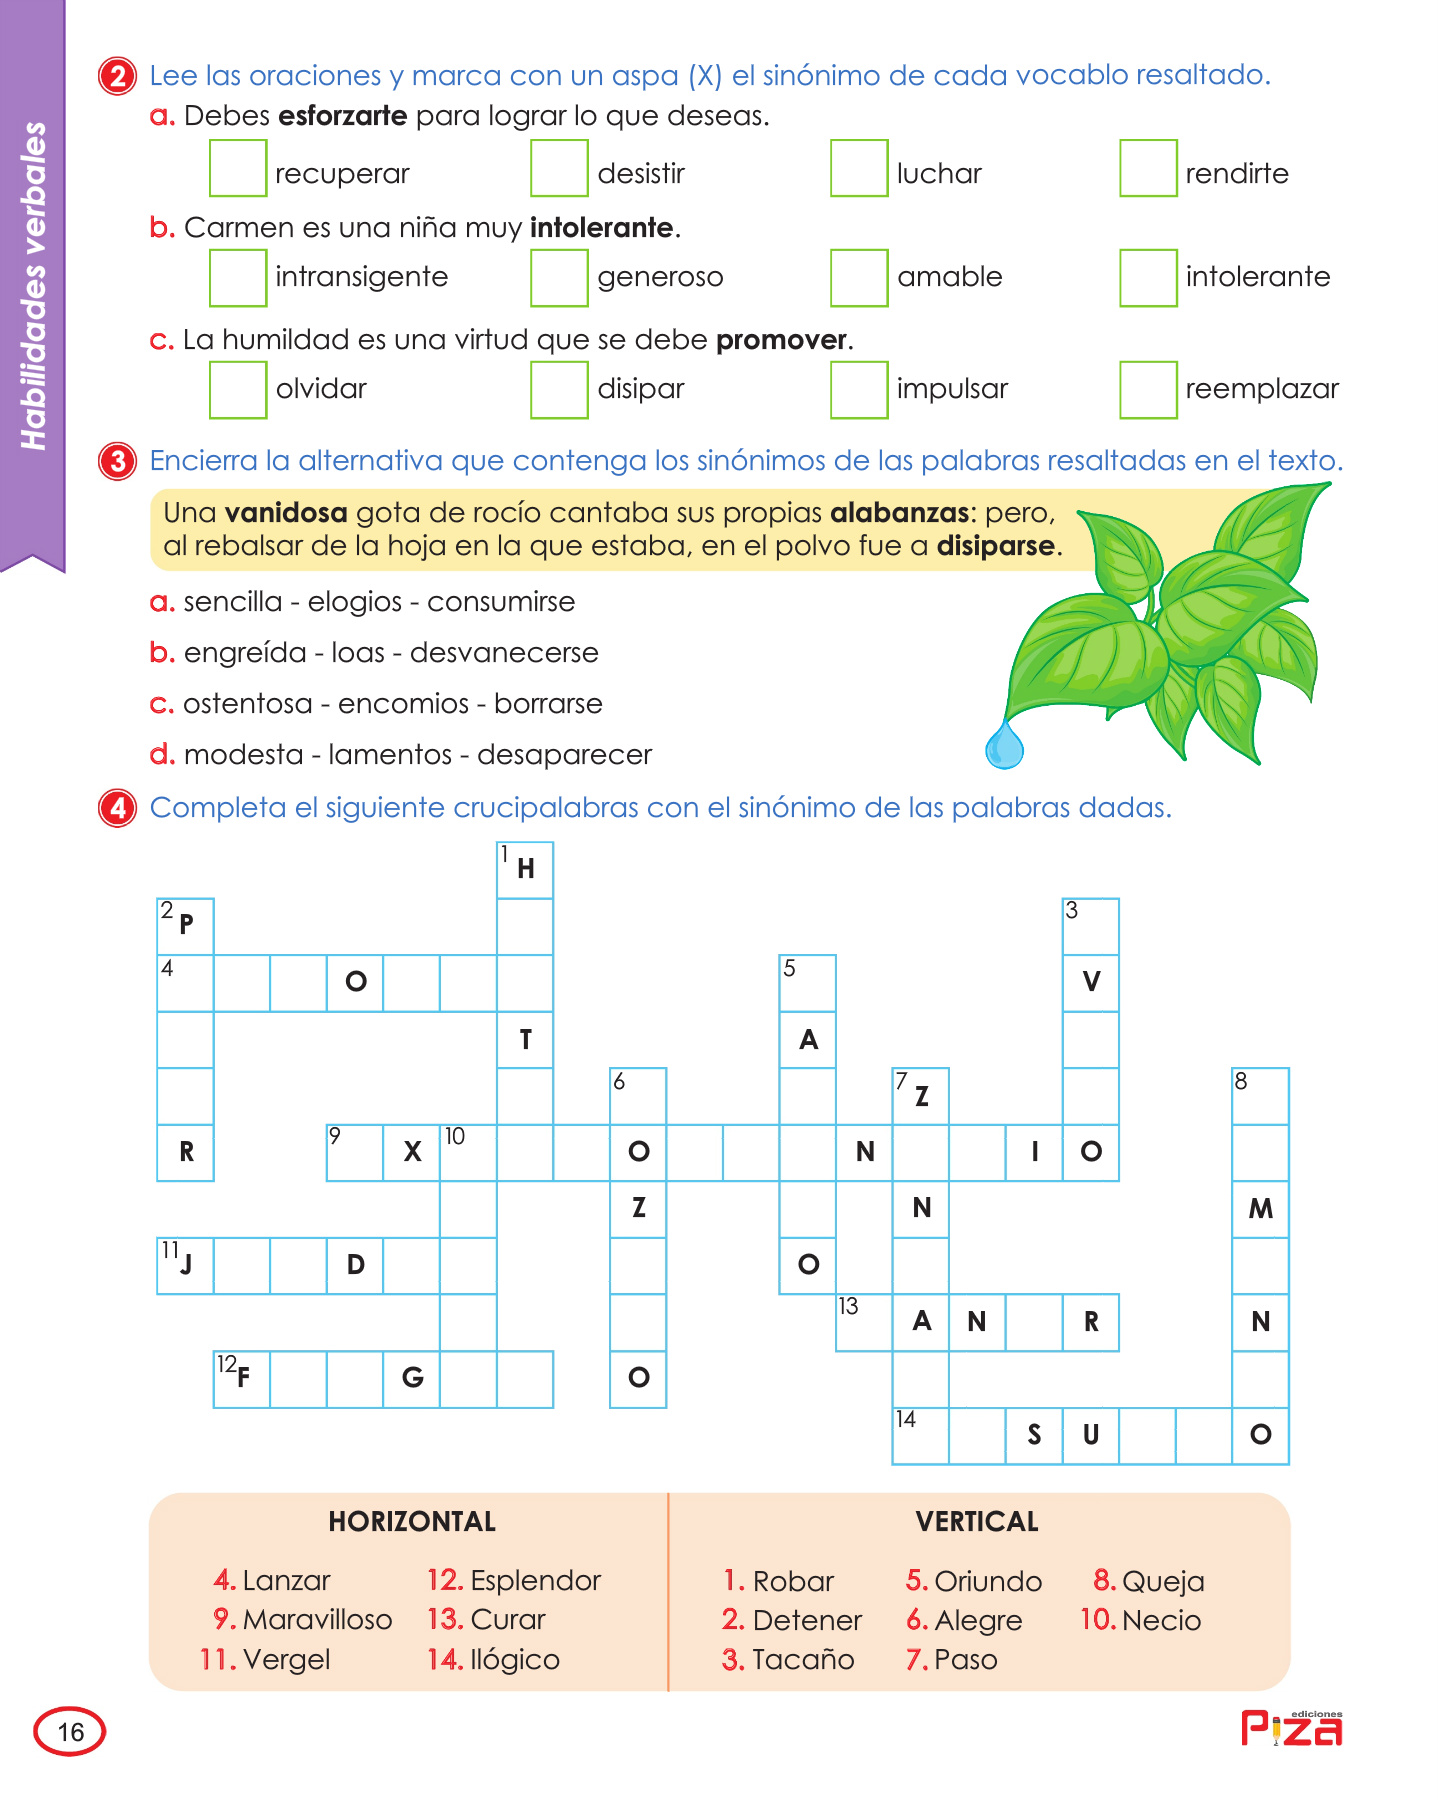 Habilidades verbales
2 Lee las oraciones y marca con un aspa (X) el sinónimo de cada vocablo resaltado.
a. Debes esforzarte para lograr lo que deseas.
recuperar desistir luchar rendirte
b. Carmen es una niña muy intolerante.
intransigente generoso amable intolerante
c. La humildad es una virtud que se debe promover.
olvidar disipar impulsar reemplazar
3 Encierra la alternativa que contenga los sinónimos de las palabras resaltadas en el texto.
Una vanidosa gota de rocío cantaba sus propias alabanzas: pero,
al rebalsar de la hoja en la que estaba, en el polvo fue a disiparse.
a. sencilla - elogios - consumirse
b. engreída - loas - desvanecerse
c. ostentosa - encomios - borrarse
d. modesta - lamentos - desaparecer
4 Completa el siguiente crucipalabras con el sinónimo de las palabras dadas.
1 H
2 P 3
4 O 5 V
T A
6 7 Z 8
R 9 X 10 O N I O
Z N M
11 J D O
13 A N R N
12 F G O
14 S U O
HORIZONTAL VERTICAL
4. Lanzar 12. Esplendor 1. Robar 5. Oriundo 8. Queja
9. Maravilloso 13. Curar 2. Detener 6. Alegre 10. Necio
11. Vergel 14. Ilógico 3. Tacaño 7. Paso
16
ediciones
Piza